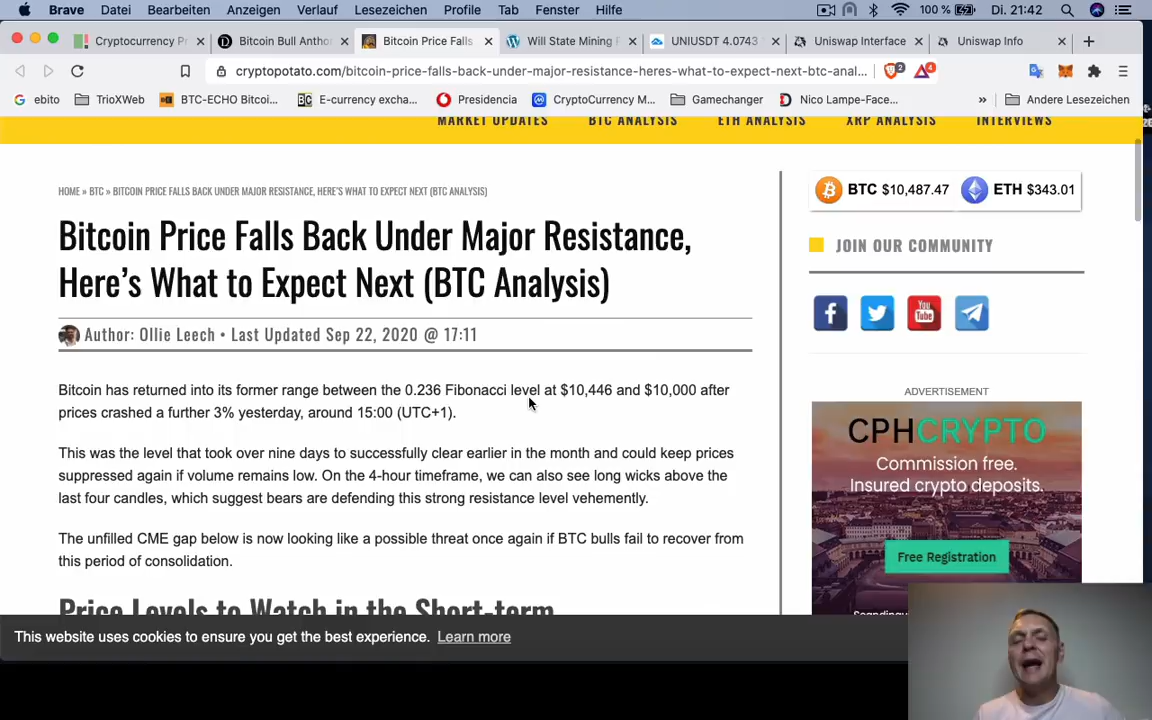 Brave Datei Bearbeiten Anzeigen Verlauf Lesezeichen Profile Tab Fenster Hilfe 100 % Di. 21:42
Cryptocurrency Pr
Bitcoin Bull Antho
Bitcoin Price Falls
Will State Mining F
UNIUSDT 4.0743
Uniswap Interface
Uniswap Info
cryptopotato.com/bitcoin-price-falls-back-under-major-resistance-heres-what-to-expect-next-btc-anal...
2
4
ebito TrioXWeb BTC-ECHO Bitcoi... E-currency excha... Presidencia CryptoCurrency M... Gamechanger Nico Lampe-Face... » Andere Lesezeichen
MARKET UPDATES BTC ANALYSIS ETH ANALYSIS XRP ANALYSIS INTERVIEWS
HOME » BTC » BITCOIN PRICE FALLS BACK UNDER MAJOR RESISTANCE, HERE'S WHAT TO EXPECT NEXT (BTC ANALYSIS)
Bitcoin Price Falls Back Under Major Resistance,
Here's What to Expect Next (BTC Analysis)
Author: Ollie Leech • Last Updated Sep 22, 2020 @ 17:11
Bitcoin has returned into its former range between the 0.236 Fibonacci level at $10,446 and $10,000 after
prices crashed a further 3% yesterday, around 15:00 (UTC+1).
This was the level that took over nine days to successfully clear earlier in the month and could keep prices
suppressed again if volume remains low. On the 4-hour timeframe, we can also see long wicks above the
last four candles, which suggest bears are defending this strong resistance level vehemently.
The unfilled CME gap below is now looking like a possible threat once again if BTC bulls fail to recover from
this period of consolidation.
Price Levels to Watch in the Short-term
BTC $10,487.47 ETH $343.01
JOIN OUR COMMUNITY
You
Tube
ADVERTISEMENT
CPHCRYPTO
Commission free.
Insured crypto deposits.
Free Registration
This website uses cookies to ensure you get the best experience. Learn more